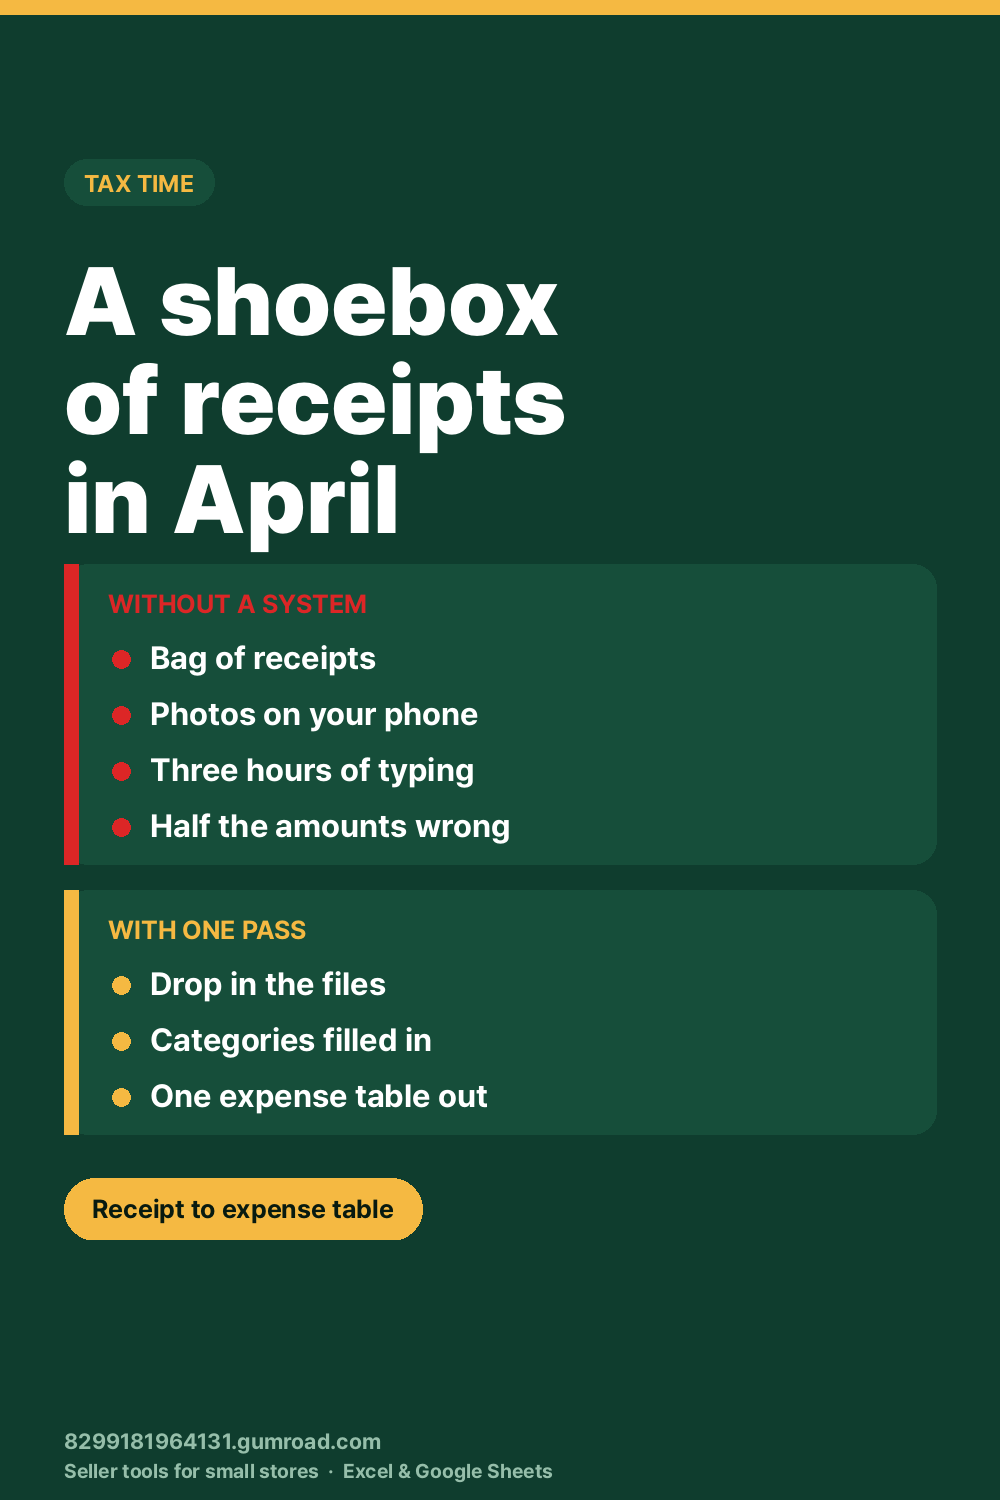 TAX TIME
A shoebox
of receipts
in April
WITHOUT A SYSTEM
Bag of receipts
Photos on your phone
Three hours of typing
Half the amounts wrong
WITH ONE PASS
Drop in the files
Categories filled in
One expense table out
Receipt to expense table
8299181964131.gumroad.com
Seller tools for small stores · Excel & Google Sheets